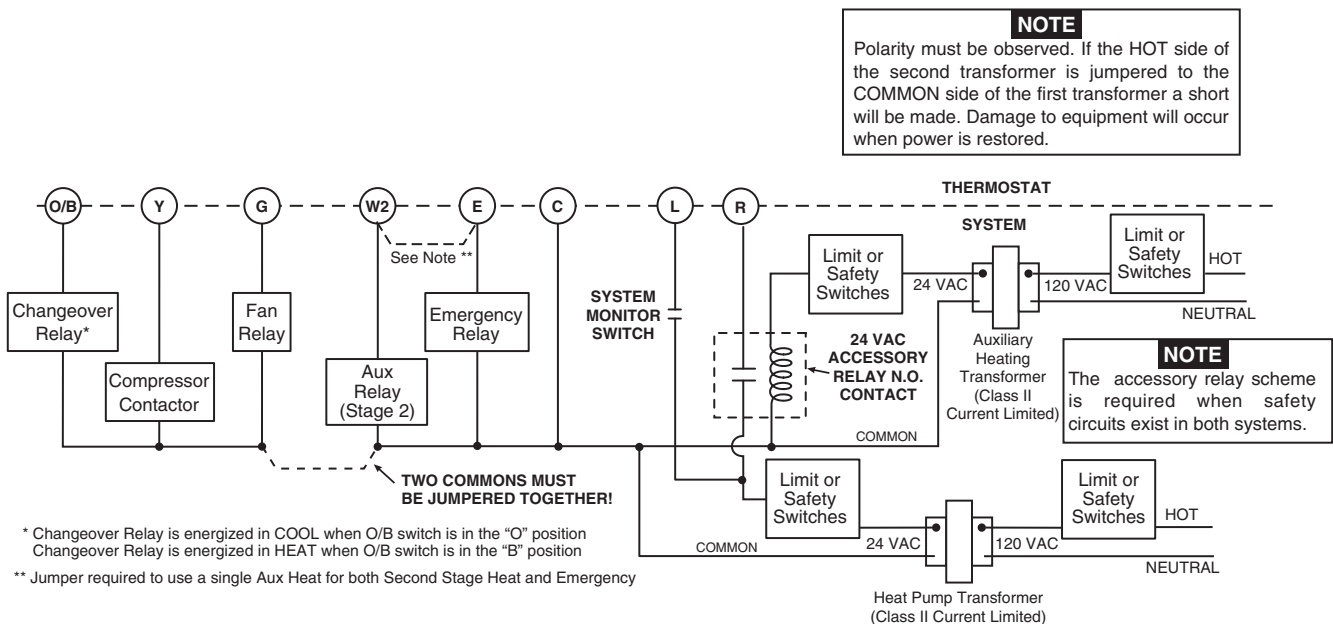 NOTE
Polarity must be observed. If the HOT side of
the second transformer is jumpered to the
COMMON side of the first transformer a short
will be made. Damage to equipment will occur
when power is restored.
THERMOSTAT
O/B
Y
G
W2
E
C
L
R
SYSTEM
See Note **
Limit or
Safety
Switches
24 VAC
120 VAC
Limit or
Safety
Switches
HOT
NEUTRAL
Changeover
Relay*
Compressor
Contactor
Fan
Relay
Aux
Relay
(Stage 2)
Emergency
Relay
SYSTEM
MONITOR
SWITCH
24 VAC
ACCESSORY
RELAY N.O.
CONTACT
Auxiliary
Heating
Transformer
(Class II
Current Limited)
NOTE
The accessory relay scheme
is required when safety
circuits exist in both systems.
COMMON
TWO COMMONS MUST
BE JUMPERED TOGETHER!
Limit or
Safety
Switches
24 VAC
120 VAC
Limit or
Safety
Switches
HOT
NEUTRAL
COMMON
Heat Pump Transformer
(Class II Current Limited)
* Changeover Relay is energized in COOL when O/B switch is in the “O” position
Changeover Relay is energized in HEAT when O/B switch is in the “B” position
** Jumper required to use a single Aux Heat for both Second Stage Heat and Emergency